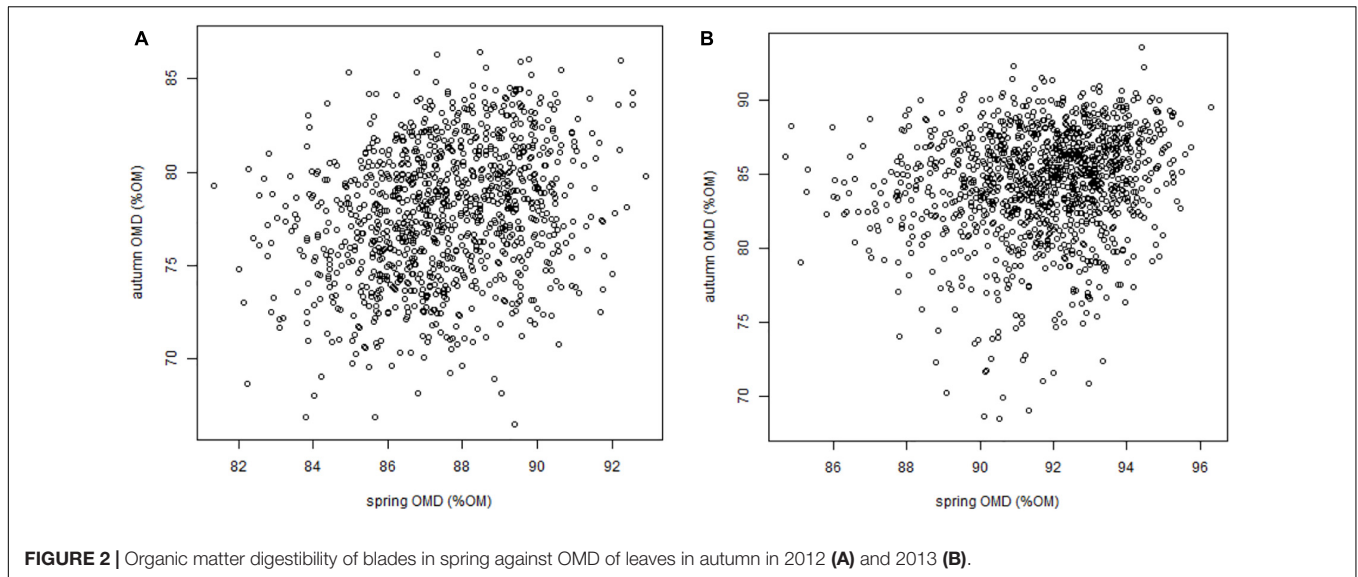 A
autumn OMD (%OM)
85
80
75
70
82 84 86 88 90 92
spring OMD (%OM)
B
autumn OMD (%OM)
90
85
80
75
70
86 88 90 92 94 96
spring OMD (%OM)
FIGURE 2 | Organic matter digestibility of blades in spring against OMD of leaves in autumn in 2012 (A) and 2013 (B).